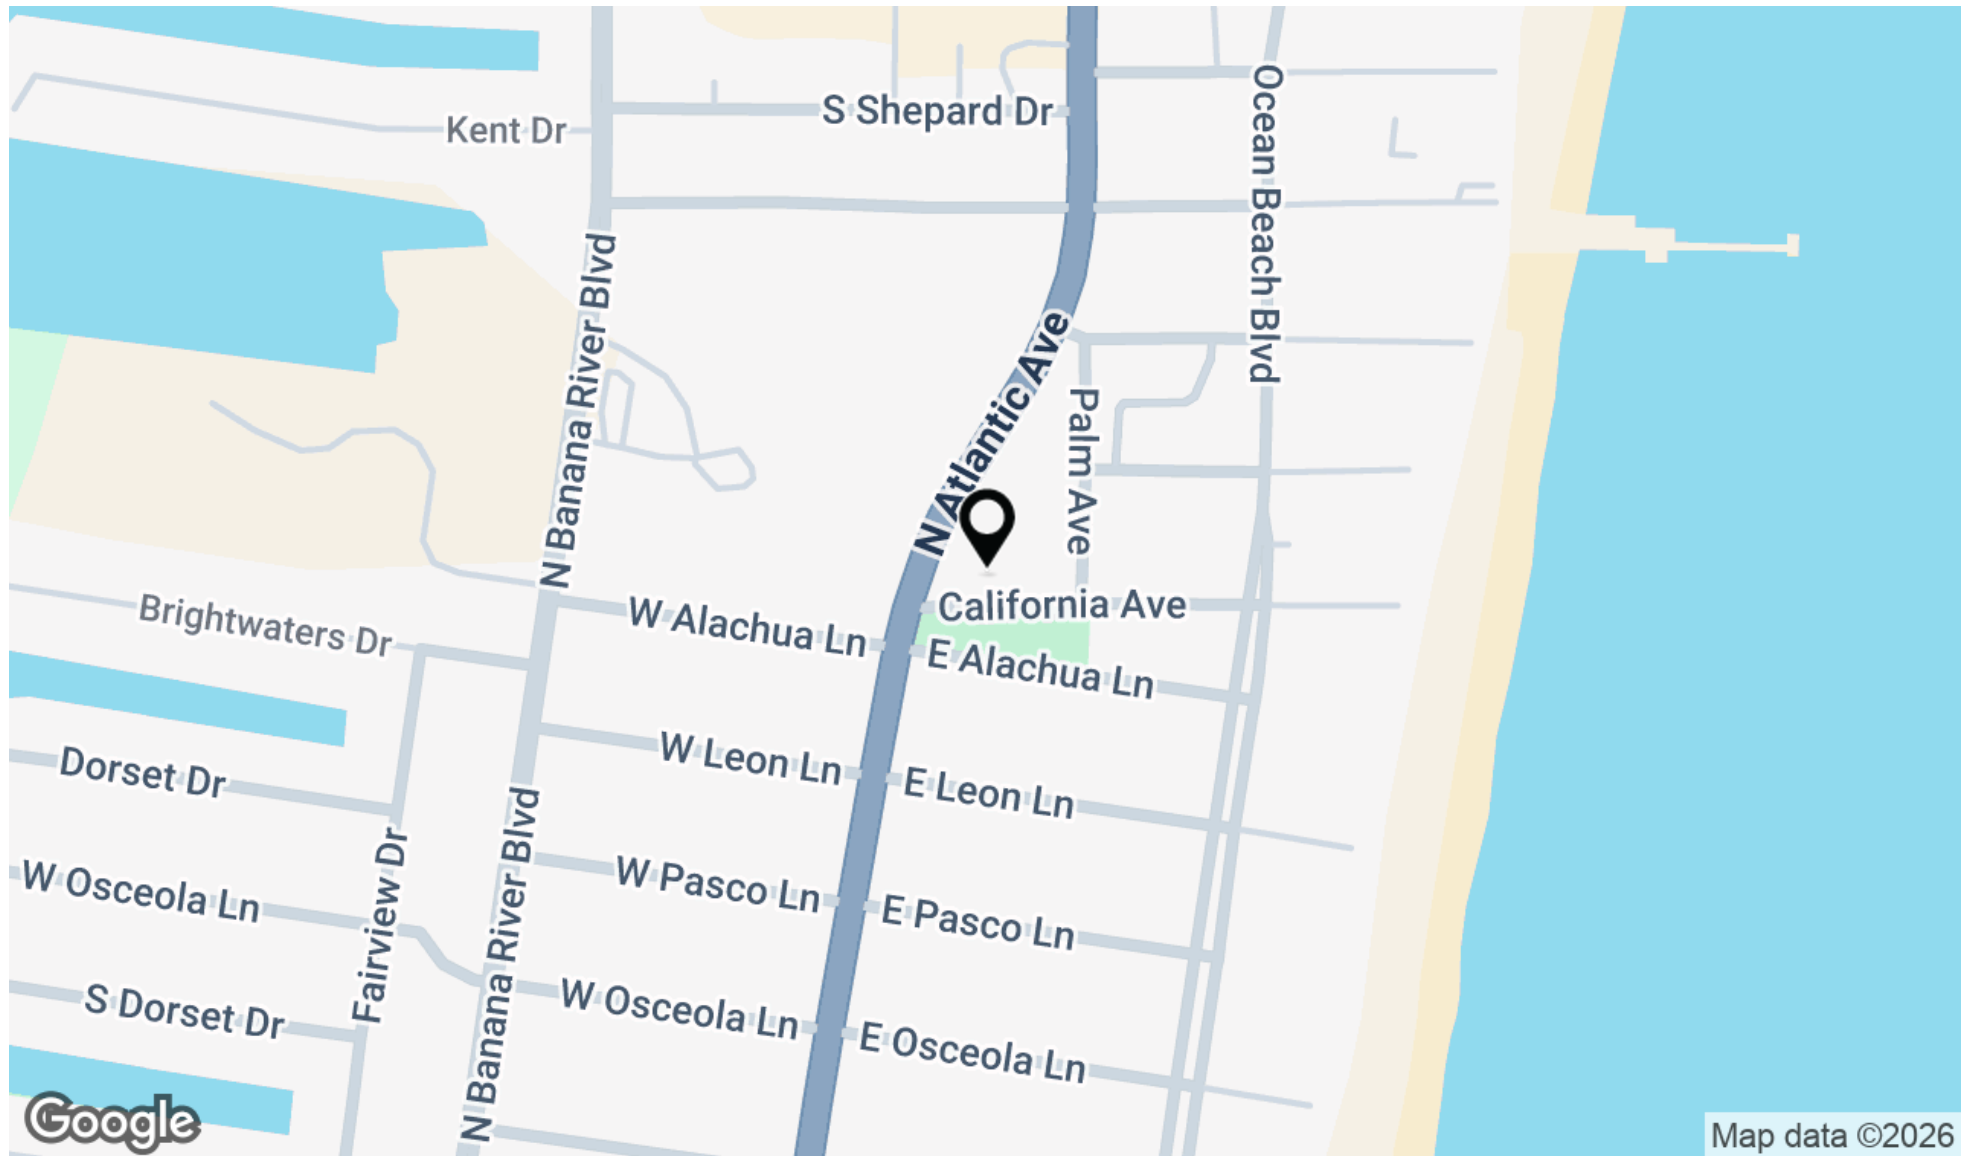 S Shepard Dr
Kent Dr
Ocean Beach Blvd
N Banana River Blvd
N Atlantic Ave
Palm Ave
California Ave
W Alachua Ln
E Alachua Ln
Brightwaters Dr
W Leon Ln
E Leon Ln
Dorset Dr
N Banana River Blvd
Fairview Dr
W Pasco Ln
E Pasco Ln
W Osceola Ln
S Dorset Dr
W Osceola Ln
E Osceola Ln
Google
Map data ©2026